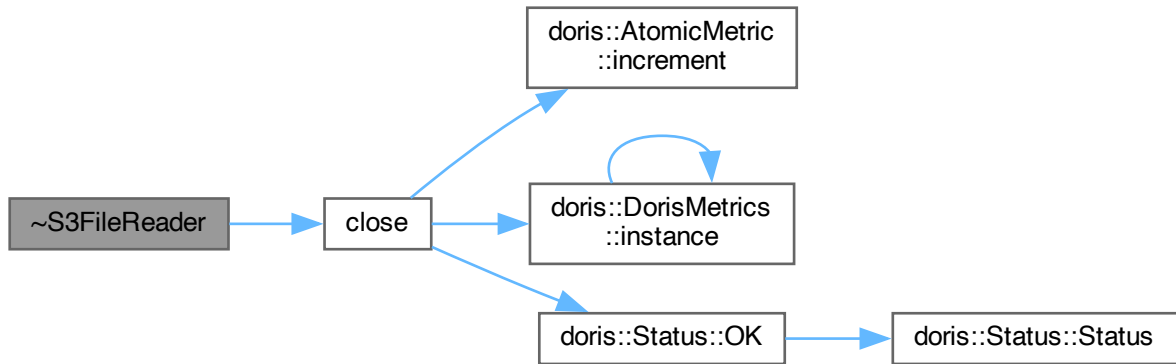 ~S3FileReader
close
doris::AtomicMetric
::increment
doris::DorisMetrics
::instance
doris::Status::OK
doris::Status::Status